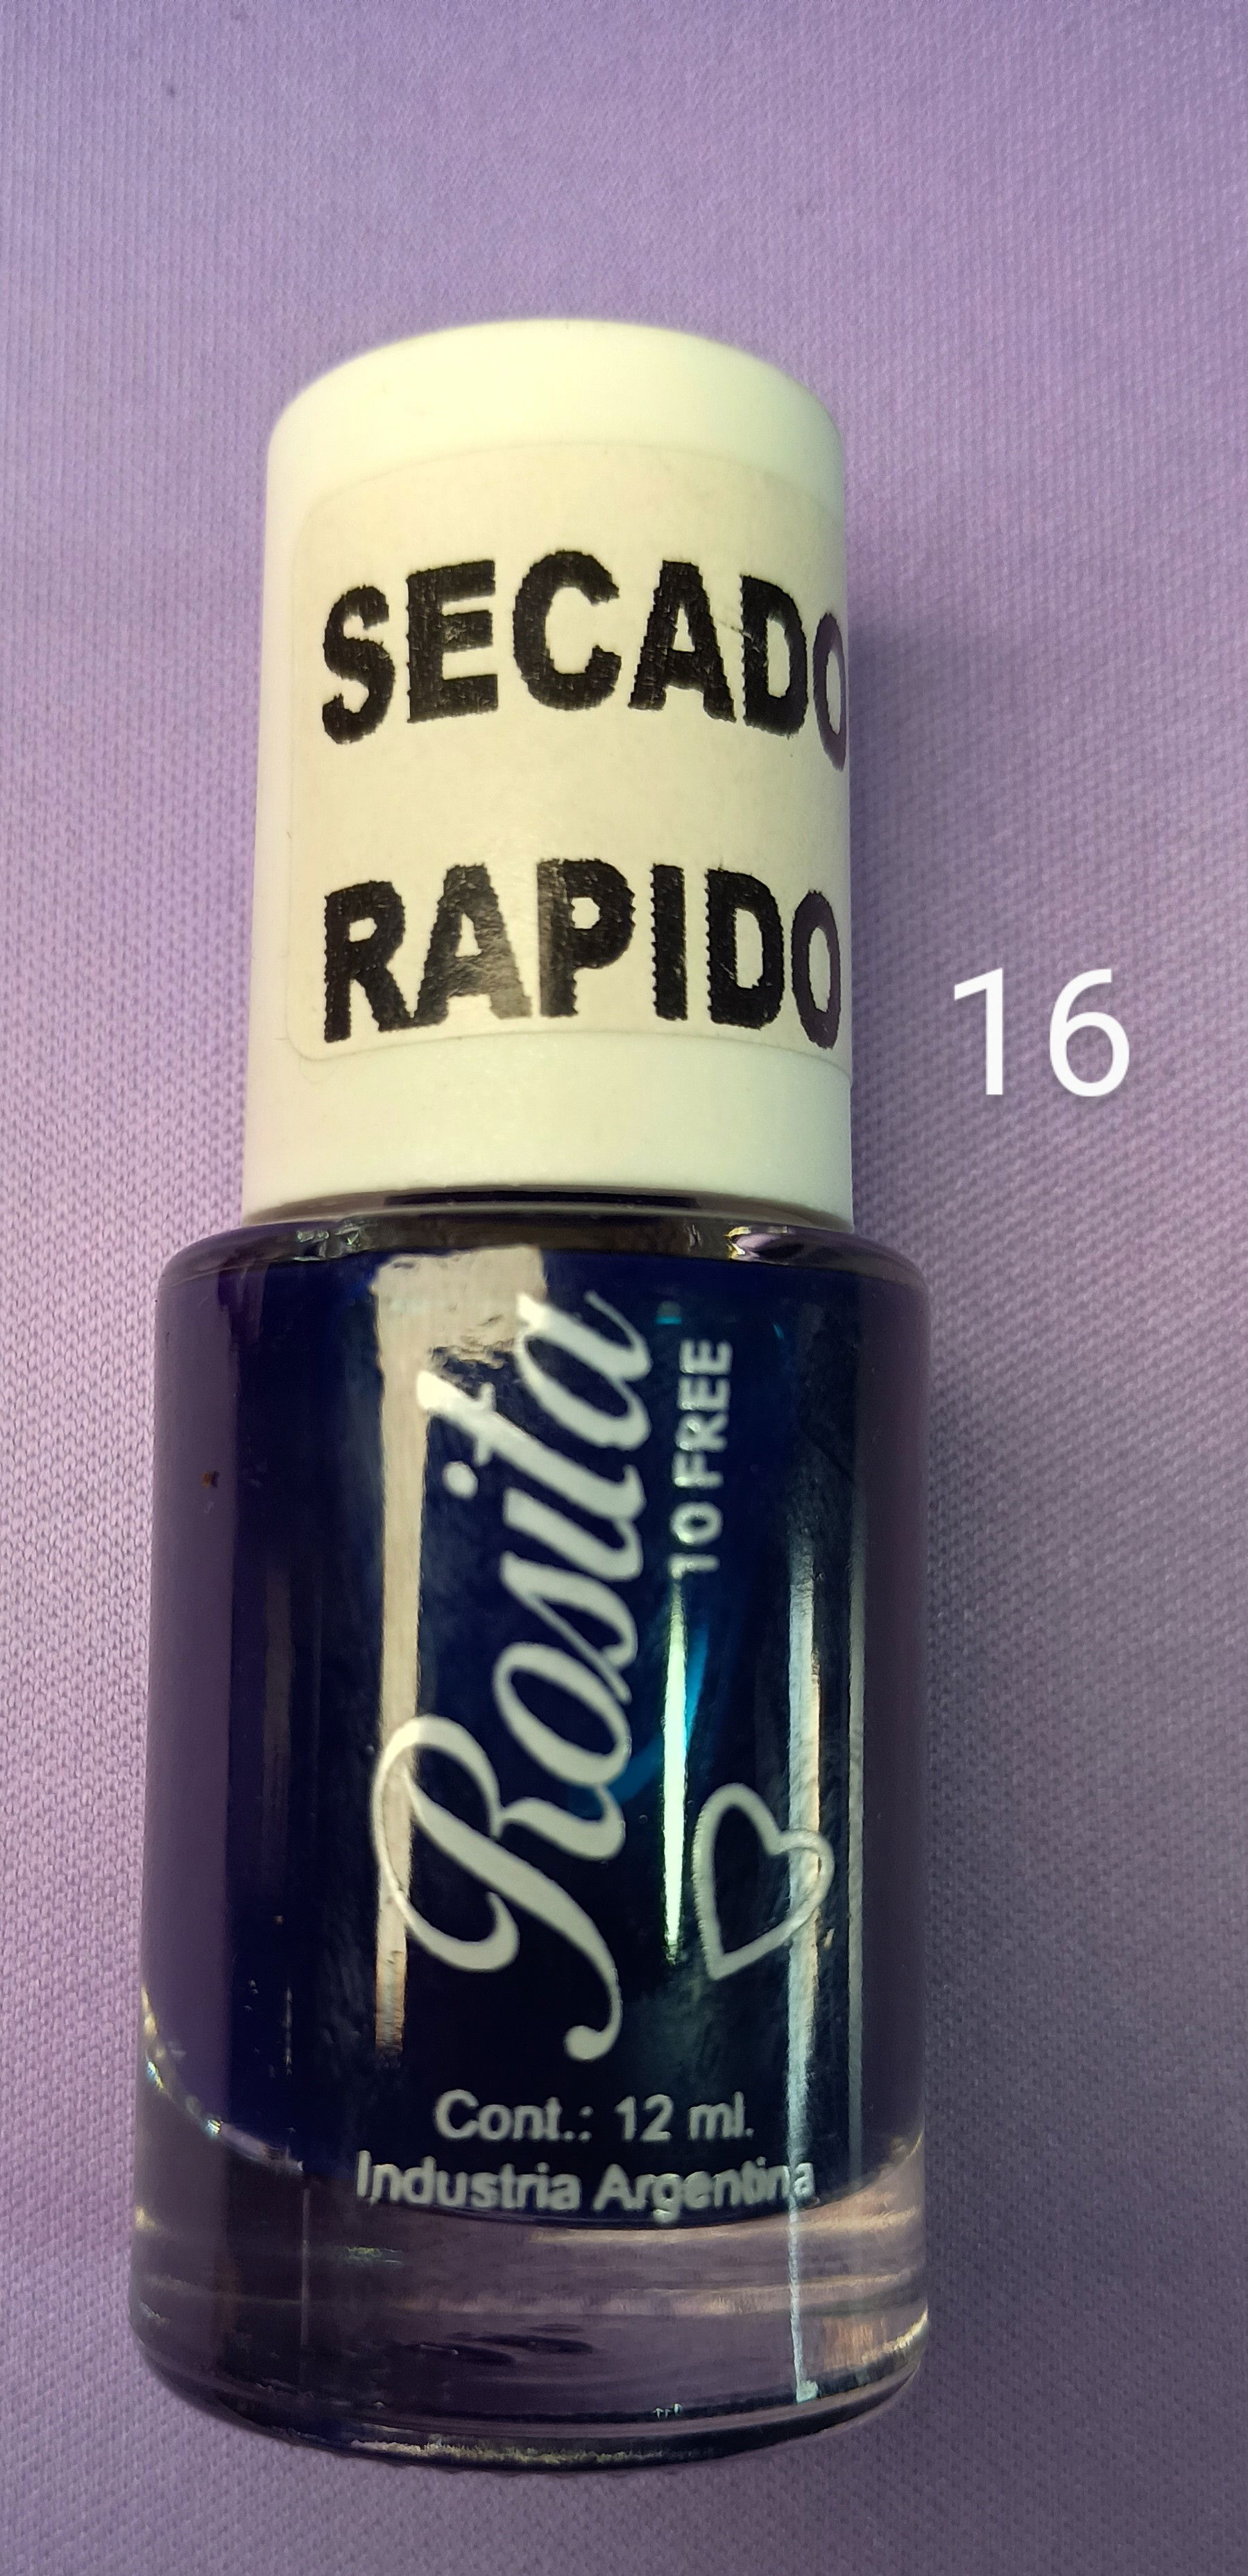 SECADO
RAPIDO
16
Rosita
10 FREE
Cont.: 12 ml.
Industria Argentina